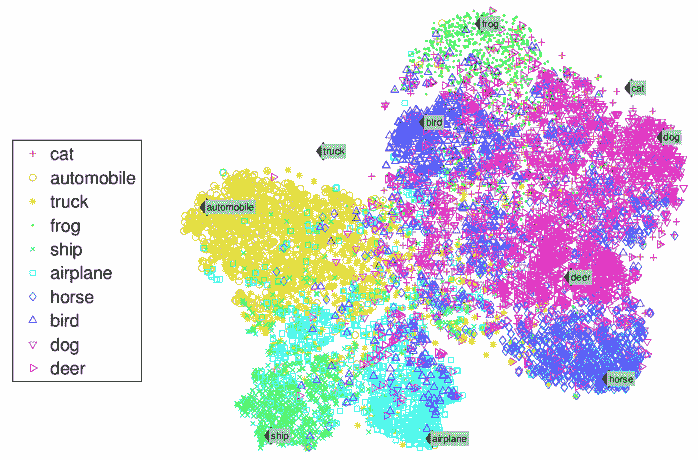 frog
cat
bird
dog
truck
automobile
deer
horse
ship
airplane
cat
automobile
truck
frog
ship
airplane
horse
bird
dog
deer